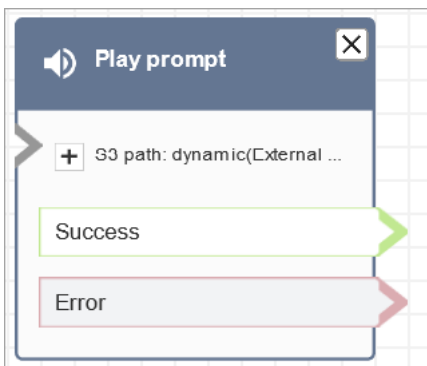 Play prompt
S3 path: dynamic(External ...
Success
Error